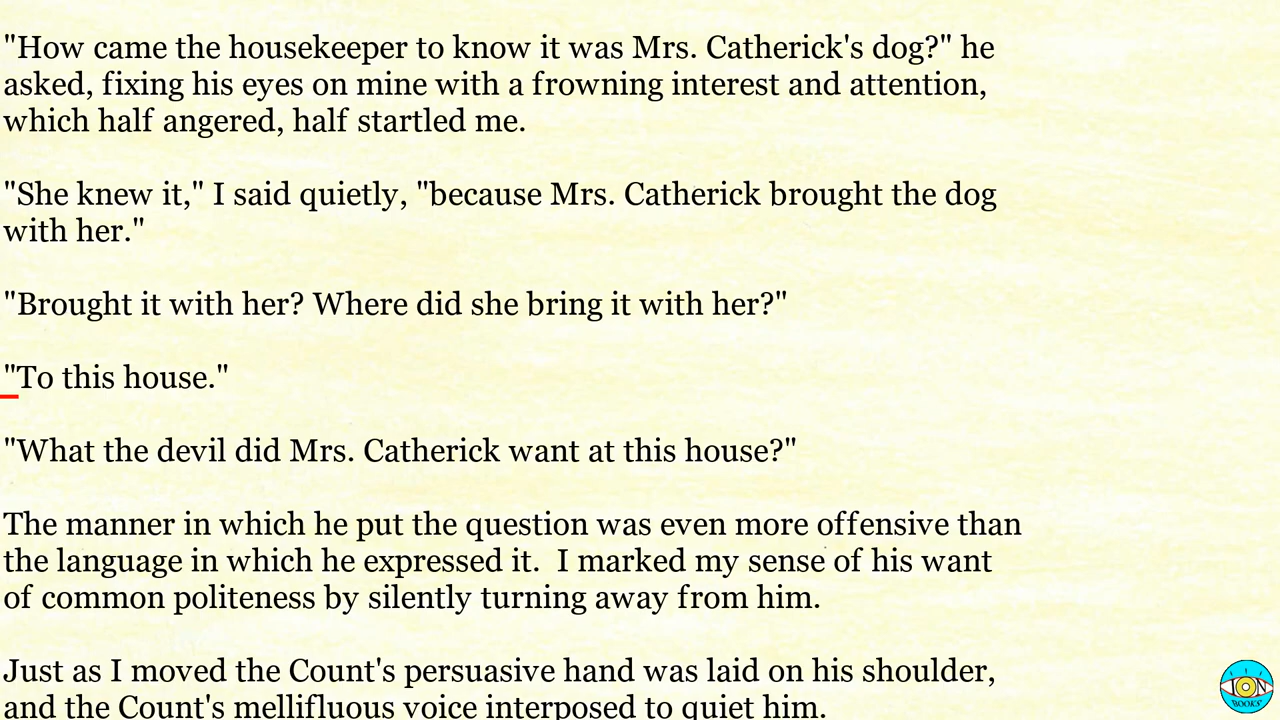 "How came the housekeeper to know it was Mrs. Catherick's dog?" he
asked, fixing his eyes on mine with a frowning interest and attention,
which half angered, half startled me.
"She knew it," I said quietly, "because Mrs. Catherick brought the dog
with her."
"Brought it with her? Where did she bring it with her?"
"To this house."
"What the devil did Mrs. Catherick want at this house?"
The manner in which he put the question was even more offensive than
the language in which he expressed it.  I marked my sense of his want
of common politeness by silently turning away from him.
Just as I moved the Count's persuasive hand was laid on his shoulder,
and the Count's mellifluous voice interposed to quiet him.
ION
BOOKS